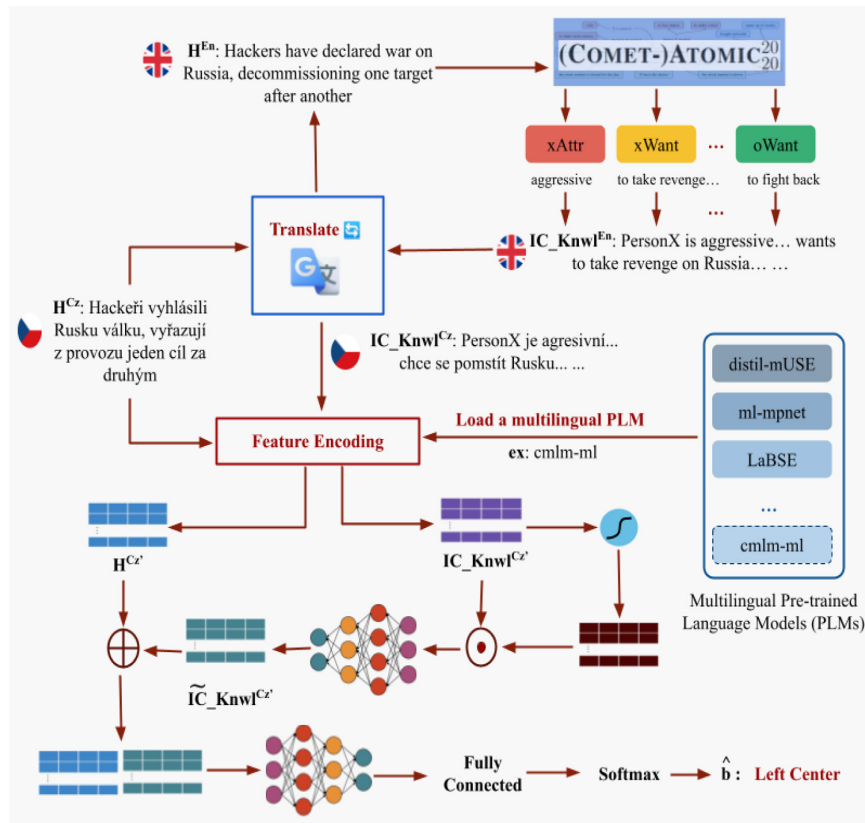 H^En: Hackers have declared war on
Russia, decommissioning one target
after another
(COMET-)ATOMIC 20 20
xAttr
xWant
...
oWant
aggressive
to take revenge…
to fight back
...
Translate
G
文
IC_Knwl^En: PersonX is aggressive… wants
to take revenge on Russia… …
H^Cz: Hackeři vyhlásili
Rusku válku, vyřazují
z provozu jeden cíl za
druhým
IC_Knwl^Cz: PersonX je agresivní…
chce se pomstít Rusku... ...
Feature Encoding
Load a multilingual PLM
ex: cmlm-ml
distil-mUSE
ml-mpnet
LaBSE
...
cmlm-ml
Multilingual Pre-trained
Language Models (PLMs)
H^Cz'
IC_Knwl^Cz'
ĨC_Knwl^Cz'
Fully
Connected
Softmax
b̂ : Left Center